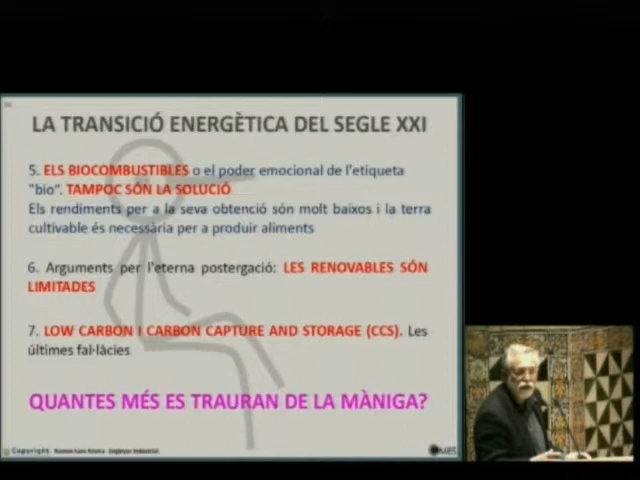 LA TRANSICIÓ ENERGÈTICA DEL SEGLE XXI
5. ELS BIOCOMBUSTIBLES o el poder emocional de l'etiqueta
"bio". TAMPOC SÓN LA SOLUCIÓ
Els rendiments per a la seva obtenció són molt baixos i la terra
cultivable és necessària per a produir aliments
6. Arguments per l'eterna postergació: LES RENOVABLES SÓN
LIMITADES
7. LOW CARBON I CARBON CAPTURE AND STORAGE (CCS). Les
últimes fal·làcies
QUANTES MÉS ES TRAURAN DE LA MÀNIGA?
Copyright Enginyer Industrial